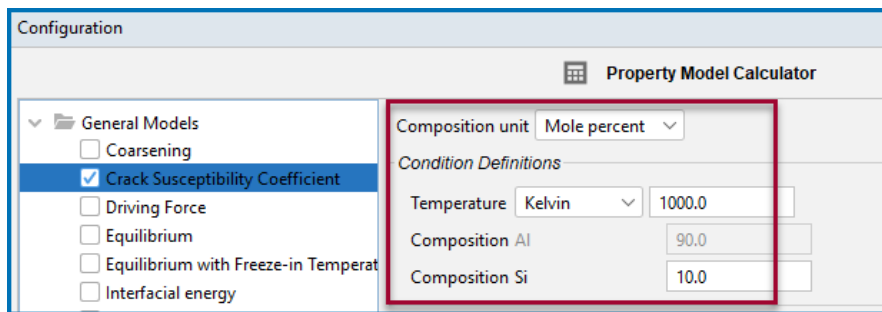 Configuration
Property Model Calculator
General Models
Coarsening
Crack Susceptibility Coefficient
Driving Force
Equilibrium
Equilibrium with Freeze-in Temperat
Interfacial energy
Composition unit Mole percent
Condition Definitions
Temperature Kelvin 1000.0
Composition Al 90.0
Composition Si 10.0